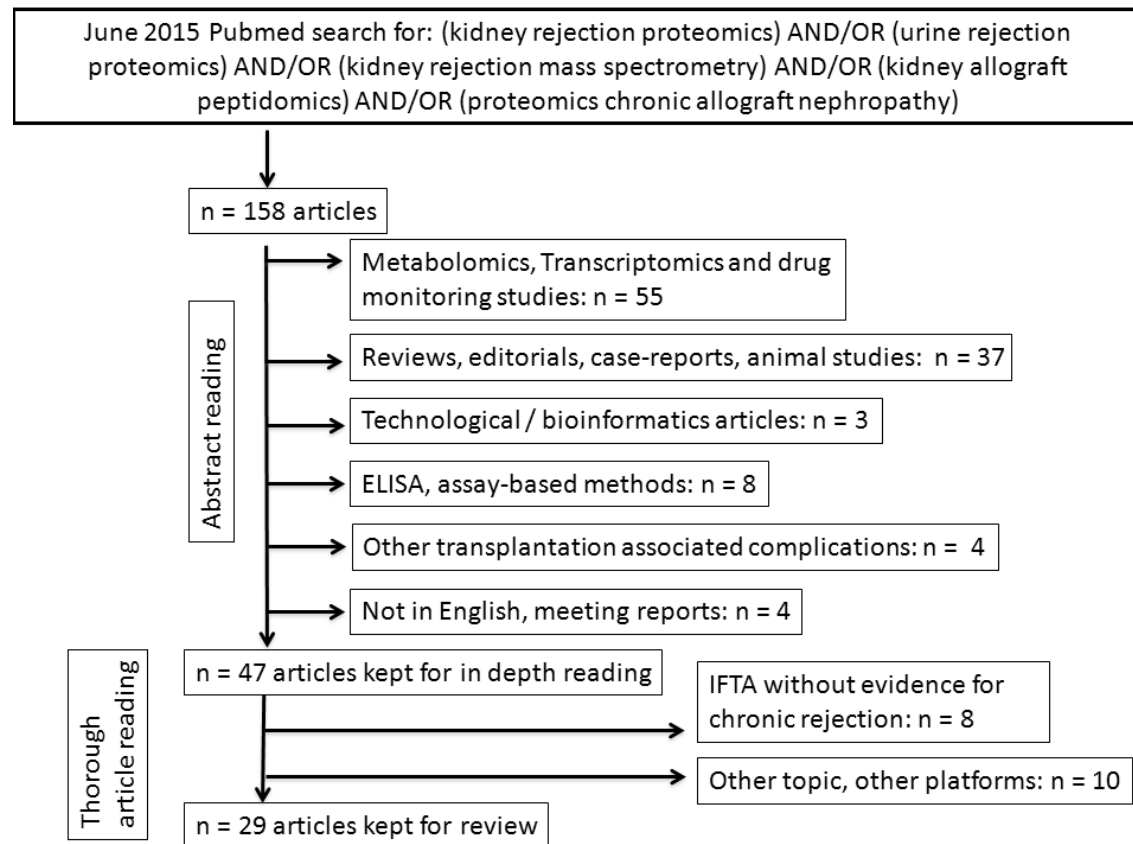 June 2015 Pubmed search for: (kidney rejection proteomics) AND/OR (urine rejection
proteomics) AND/OR (kidney rejection mass spectrometry) AND/OR (kidney allograft
peptidomics) AND/OR (proteomics chronic allograft nephropathy)
n = 158 articles
Abstract reading
Metabolomics, Transcriptomics and drug
monitoring studies: n = 55
Reviews, editorials, case-reports, animal studies: n = 37
Technological / bioinformatics articles: n = 3
ELISA, assay-based methods: n = 8
Other transplantation associated complications: n = 4
Not in English, meeting reports: n = 4
n = 47 articles kept for in depth reading
Thorough
article reading
IFTA without evidence for
chronic rejection: n = 8
Other topic, other platforms: n = 10
n = 29 articles kept for review